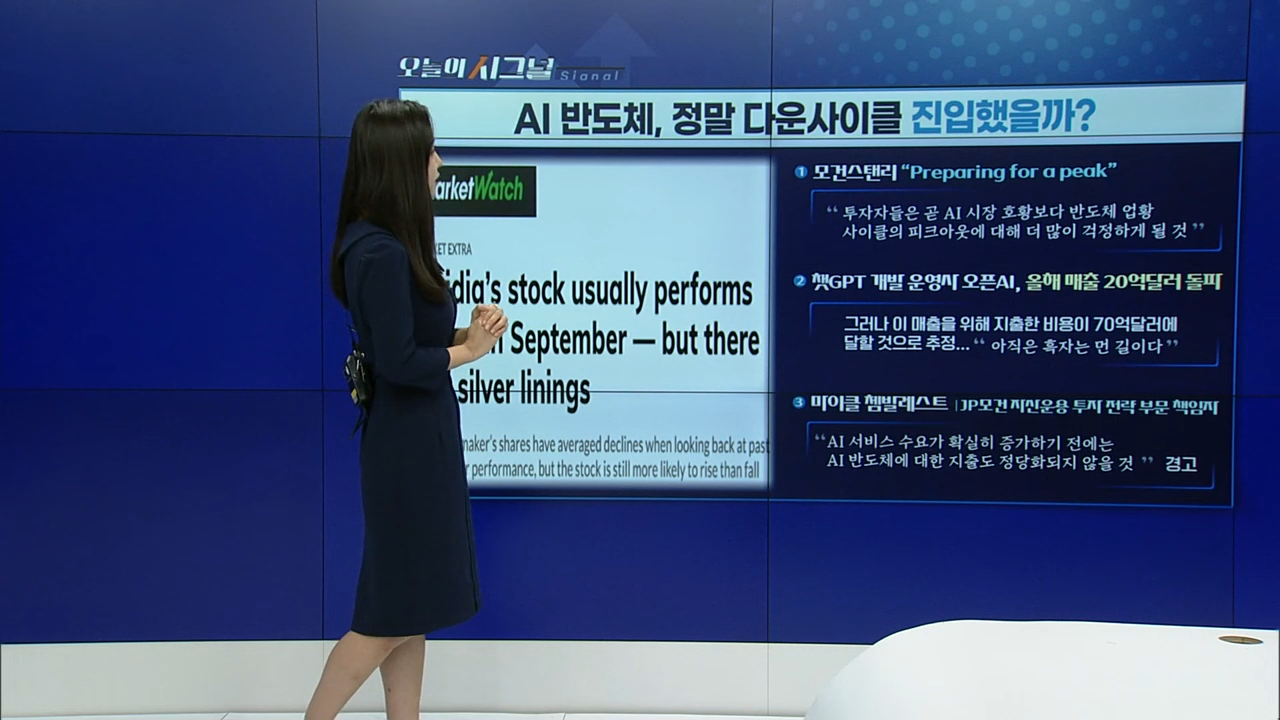 오늘의 시그널
Signal
AI 반도체, 정말 다운사이클 진입했을까?
arketWatch
KET EXTRA
idia's stock usually performs
September — but there
silver linings
maker's shares have averaged declines when looking back at past
r performance, but the stock is still more likely to rise than fall
1 모건스탠리 “Preparing for a peak”
“ 투자자들은 곧 AI 시장 호황보다 반도체 업황
사이클의 피크아웃에 대해 더 많이 걱정하게 될 것 ”
2 챗GPT 개발 운영사 오픈AI, 올해 매출 20억달러 돌파
그러나 이 매출을 위해 지출한 비용이 70억달러에
달할 것으로 추정... “ 아직은 흑자는 먼 길이다 ”
3 마이클 쳄발레스트 | JP모건 자산운용 투자 전략 부문 책임자
“ AI 서비스 수요가 확실히 증가하기 전에는
AI 반도체에 대한 지출도 정당화되지 않을 것 ” 경고